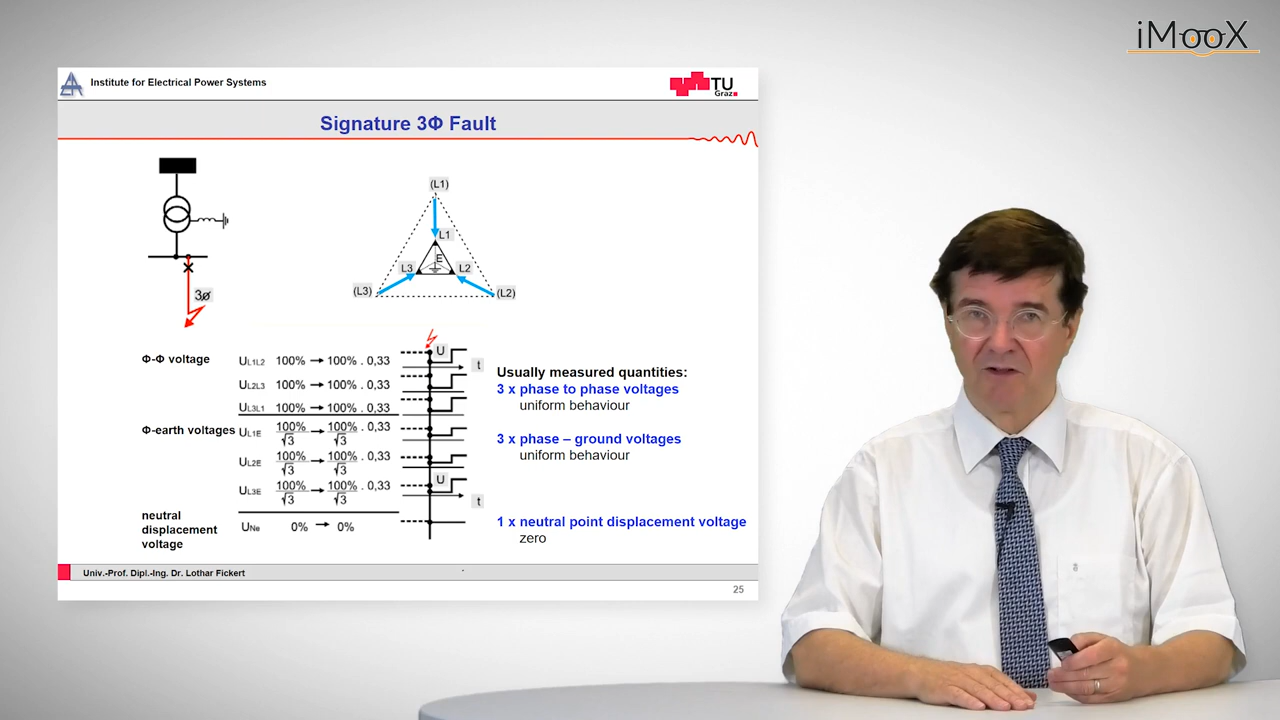 iMooX
Institute for Electrical Power Systems
TU
Graz
Signature 3Φ Fault
(L1)
L1
E
L3
L2
(L3)
(L2)
3ø
Φ-Φ voltage
UL1L2 100% → 100% . 0,33
UL2L3 100% → 100% . 0,33
UL3L1 100% → 100% . 0,33
Φ-earth voltages
UL1E 100%/√3 → 100%/√3 . 0,33
UL2E 100%/√3 → 100%/√3 . 0,33
UL3E 100%/√3 → 100%/√3 . 0,33
neutral
displacement
voltage
UNe 0% → 0%
U
t
U
t
Usually measured quantities:
3 x phase to phase voltages
uniform behaviour
3 x phase – ground voltages
uniform behaviour
1 x neutral point displacement voltage
zero
Univ.-Prof. Dipl.-Ing. Dr. Lothar Fickert
25